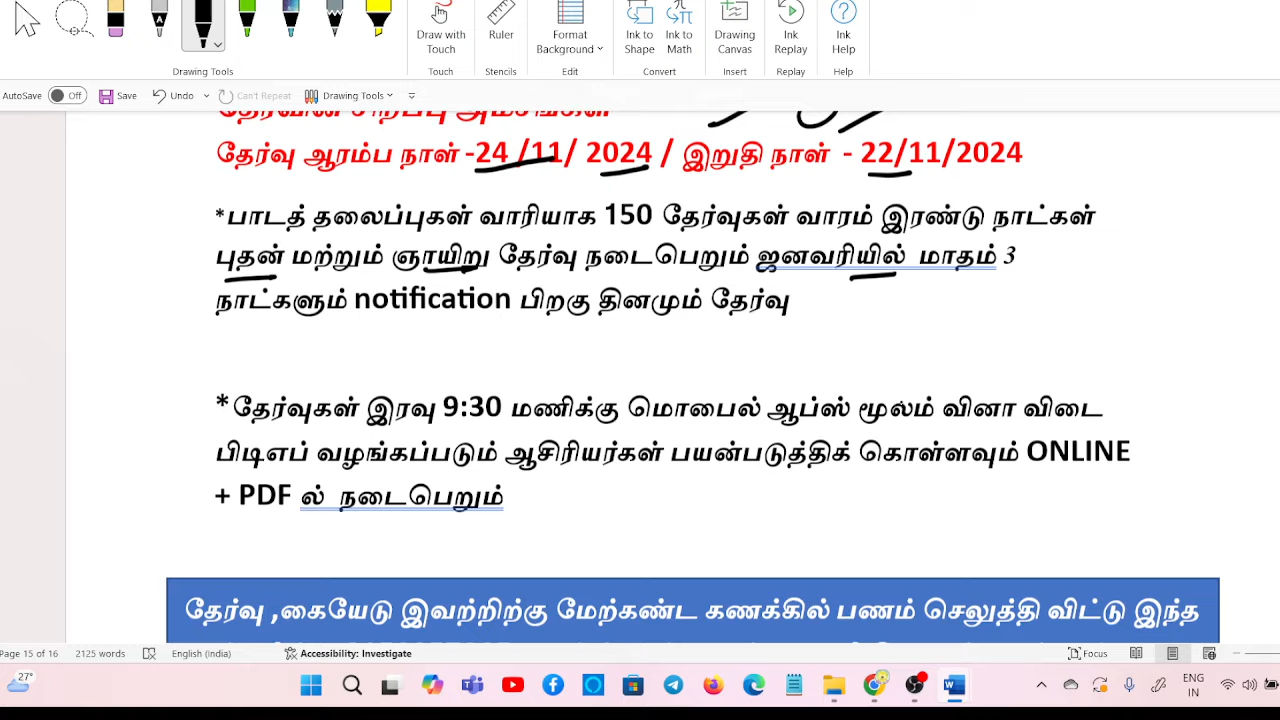 Draw with Touch
Ruler
Format Background
Ink to Shape
Ink to Math
Drawing Canvas
Ink Replay
Ink Help
Drawing Tools
Touch
Stencils
Edit
Convert
Insert
Replay
Help
AutoSave Off Save Undo Can't Repeat Drawing Tools
தேர்வின் சிறப்பு அம்சங்கள்
தேர்வு ஆரம்ப நாள் -24 /11/ 2024 / இறுதி நாள் - 22/11/2024
*பாடத் தலைப்புகள் வாரியாக 150 தேர்வுகள் வாரம் இரண்டு நாட்கள்
புதன் மற்றும் ஞாயிறு தேர்வு நடைபெறும் ஜனவரியில் மாதம் 3
நாட்களும் notification பிறகு தினமும் தேர்வு
*தேர்வுகள் இரவு 9:30 மணிக்கு மொபைல் ஆப்ஸ் மூலம் வினா விடை
பிடிஎப் வழங்கப்படும் ஆசிரியர்கள் பயன்படுத்திக் கொள்ளவும் ONLINE
+ PDF ல் நடைபெறும்
தேர்வு ,கையேடு இவற்றிற்கு மேற்கண்ட கணக்கில் பணம் செலுத்தி விட்டு இந்த
Page 15 of 16 2125 words English (India) Accessibility: Investigate Focus
27°
ENG
IN